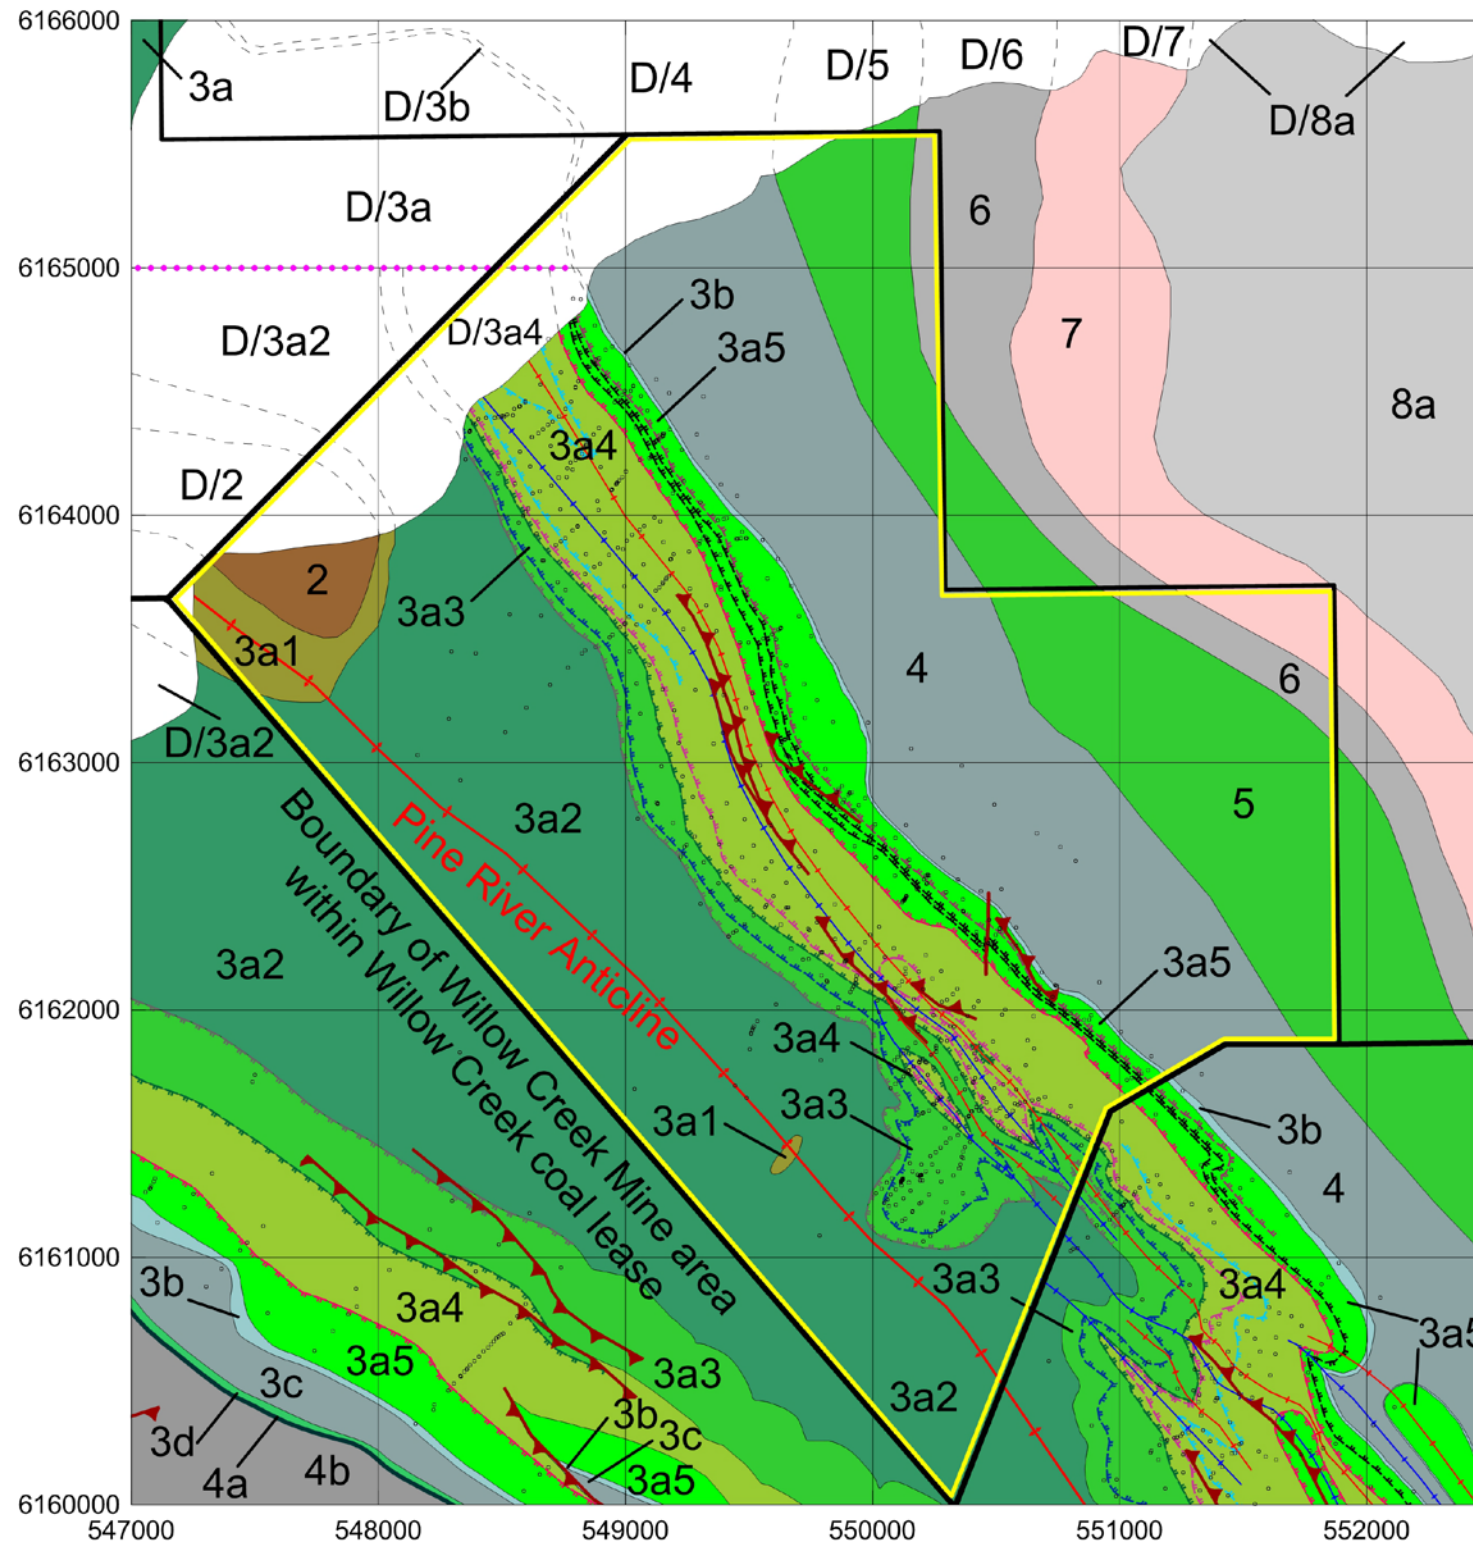 6166000
D/7
D/5
D/6
D/4
3a
D/3b
D/8a
D/3a
6
6165000
3b
D/3a2
D/3a4
3a5
7
8a
3a4
D/2
6164000
2
3a3
3a1
4
6
D/3a2
6163000
5
3a2
Pine River Anticline
Boundary of Willow Creek Mine area
within Willow Creek coal lease
3a2
3a5
6162000
3a4
3a3
3a1
3b
4
6161000
3b
3a3
3a4
3a4
3a5
3a5
3a3
3c
3a2
3b
3d
3c
4a
4b
3a5
6160000
547000
548000
549000
550000
551000
552000